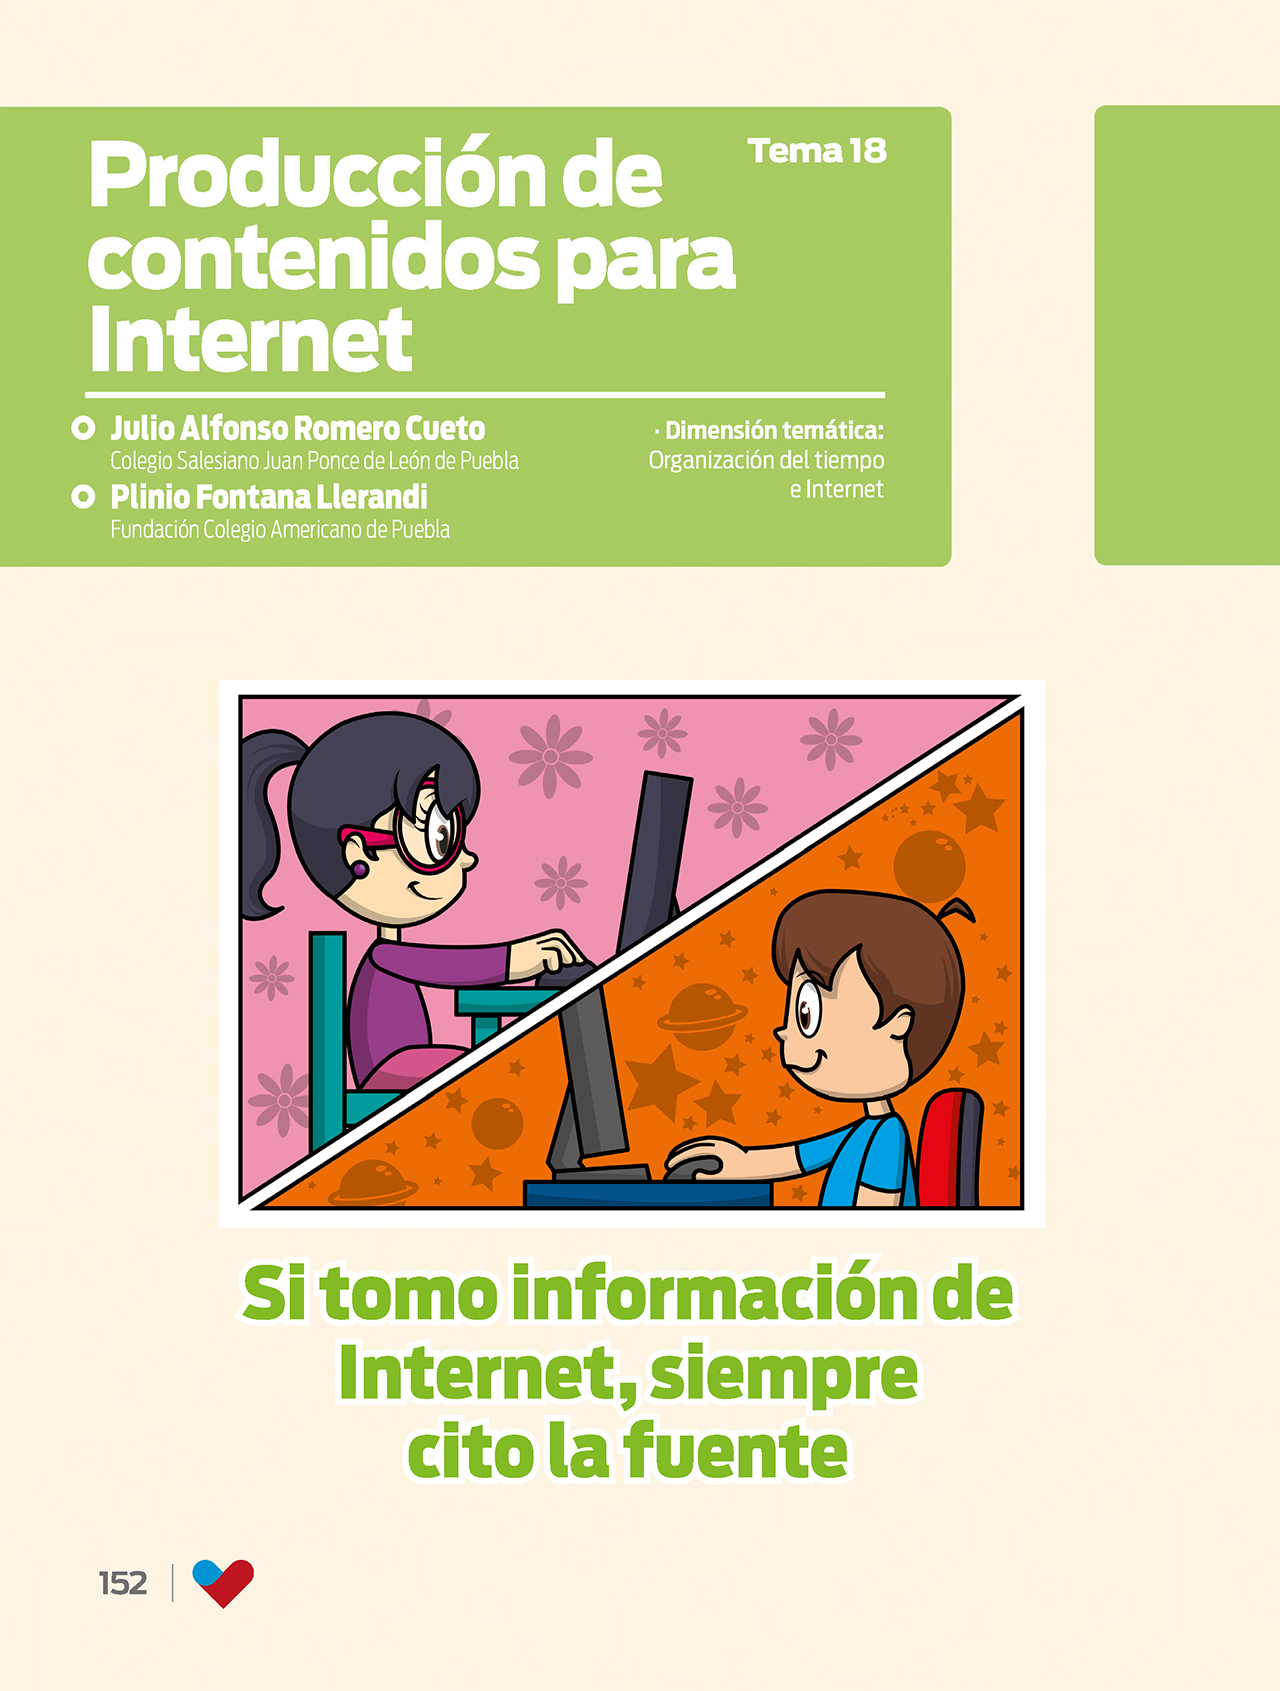 Producción de
contenidos para
Internet
Tema 18
Julio Alfonso Romero Cueto
Colegio Salesiano Juan Ponce de León de Puebla
Plinio Fontana Llerandi
Fundación Colegio Americano de Puebla
· Dimensión temática:
Organización del tiempo
e Internet
Si tomo información de
Internet, siempre
cito la fuente
152